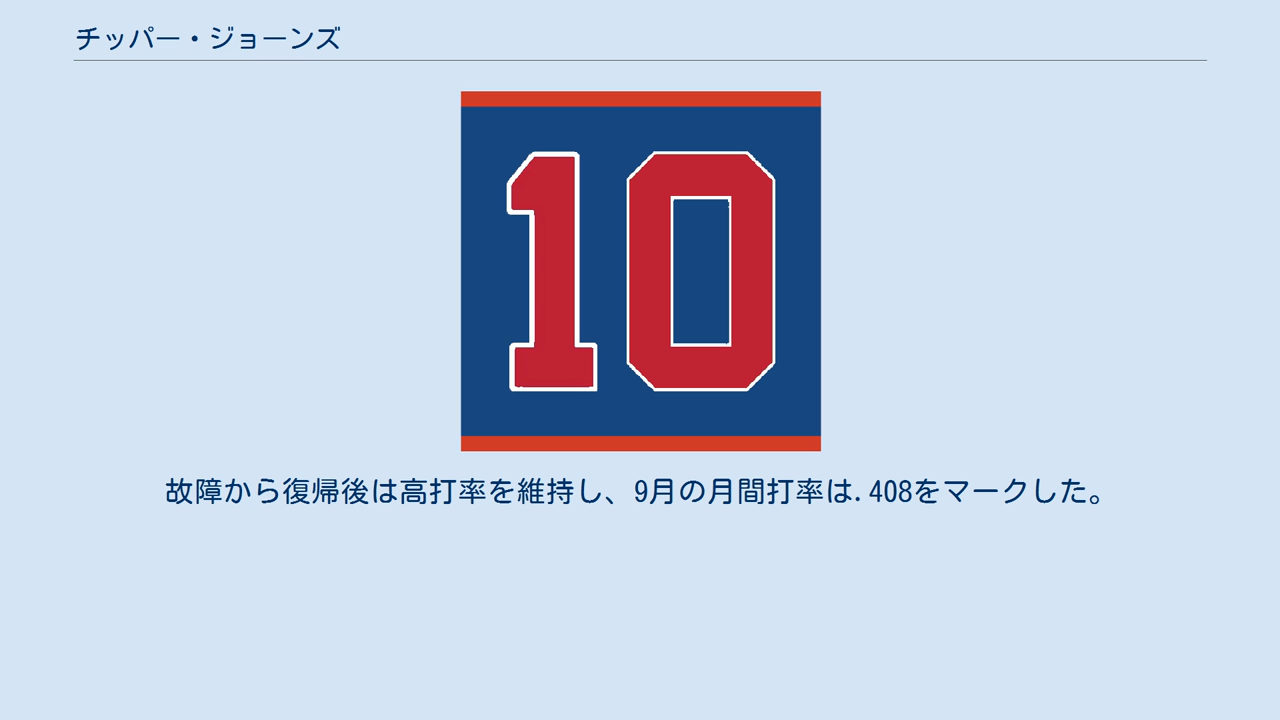 チッパー・ジョーンズ
10
故障から復帰後は高打率を維持し、9月の月間打率は.408をマークした。